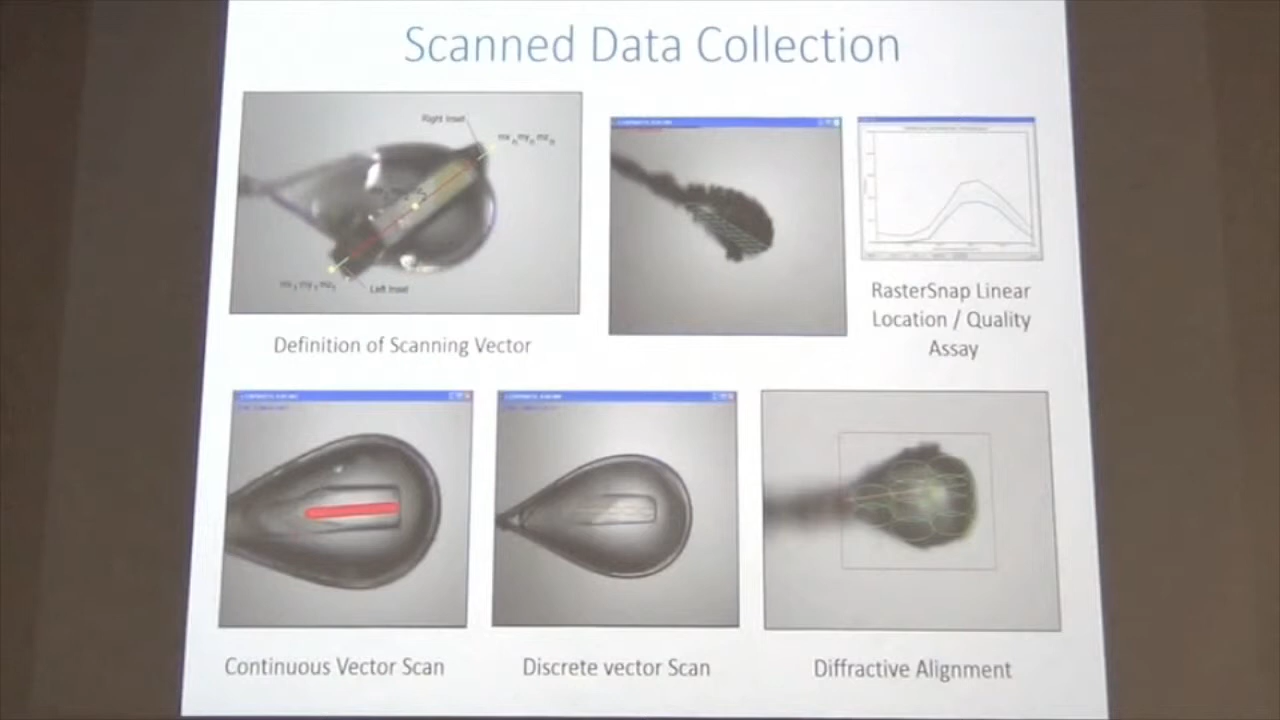 Scanned Data Collection
Right Inset
Left Inset
Definition of Scanning Vector
RasterSnap Linear
Location / Quality
Assay
Continuous Vector Scan
Discrete vector Scan
Diffractive Alignment